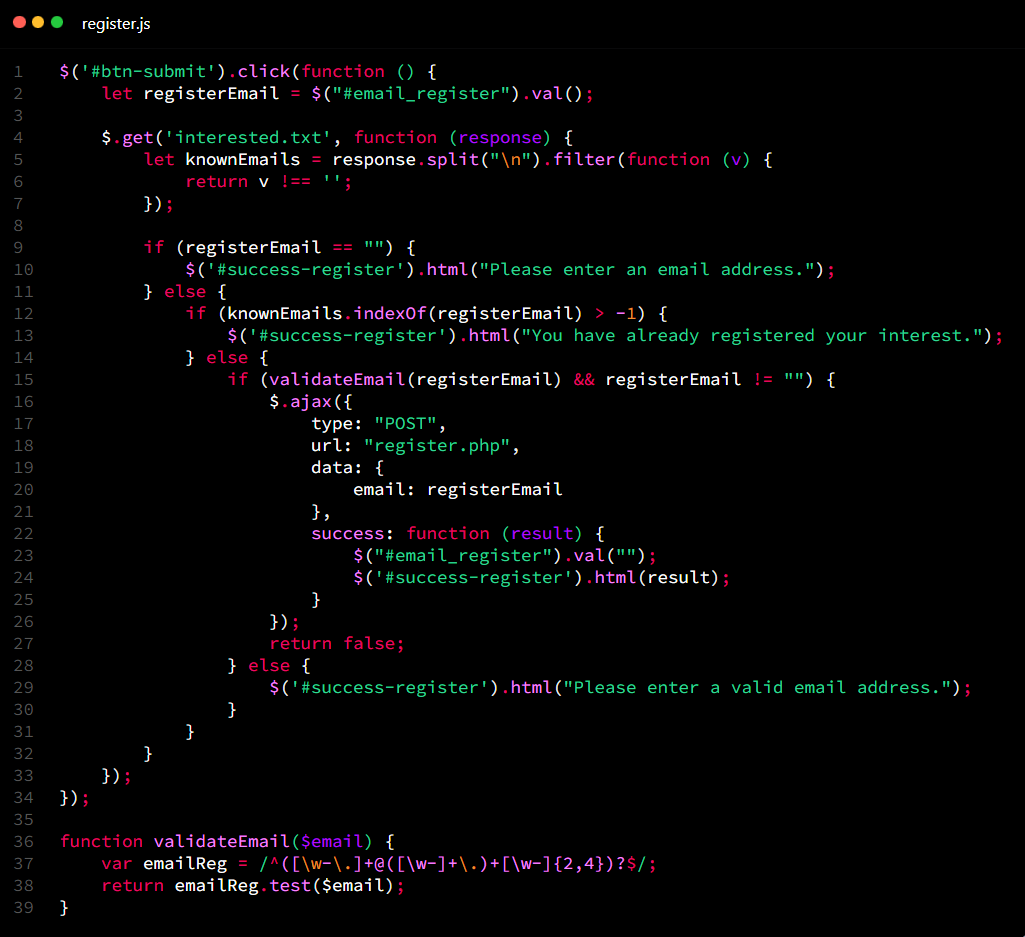 register.js
1 $('#btn-submit').click(function () {
2     let registerEmail = $("#email_register").val();
3
4     $.get('interested.txt', function (response) {
5         let knownEmails = response.split("\n").filter(function (v) {
6             return v !== '';
7         });
8
9         if (registerEmail == "") {
10             $('#success-register').html("Please enter an email address.");
11         } else {
12             if (knownEmails.indexOf(registerEmail) > -1) {
13                 $('#success-register').html("You have already registered your interest.");
14             } else {
15                 if (validateEmail(registerEmail) && registerEmail != "") {
16                     $.ajax({
17                         type: "POST",
18                         url: "register.php",
19                         data: {
20                             email: registerEmail
21                         },
22                         success: function (result) {
23                             $("#email_register").val("");
24                             $('#success-register').html(result);
25                         }
26                     });
27                     return false;
28                 } else {
29                     $('#success-register').html("Please enter a valid email address.");
30                 }
31             }
32         }
33     });
34 });
35
36 function validateEmail($email) {
37     var emailReg = /^([\w-\.]+@([\w-]+\.)+[\w-]{2,4})?$/;
38     return emailReg.test($email);
39 }